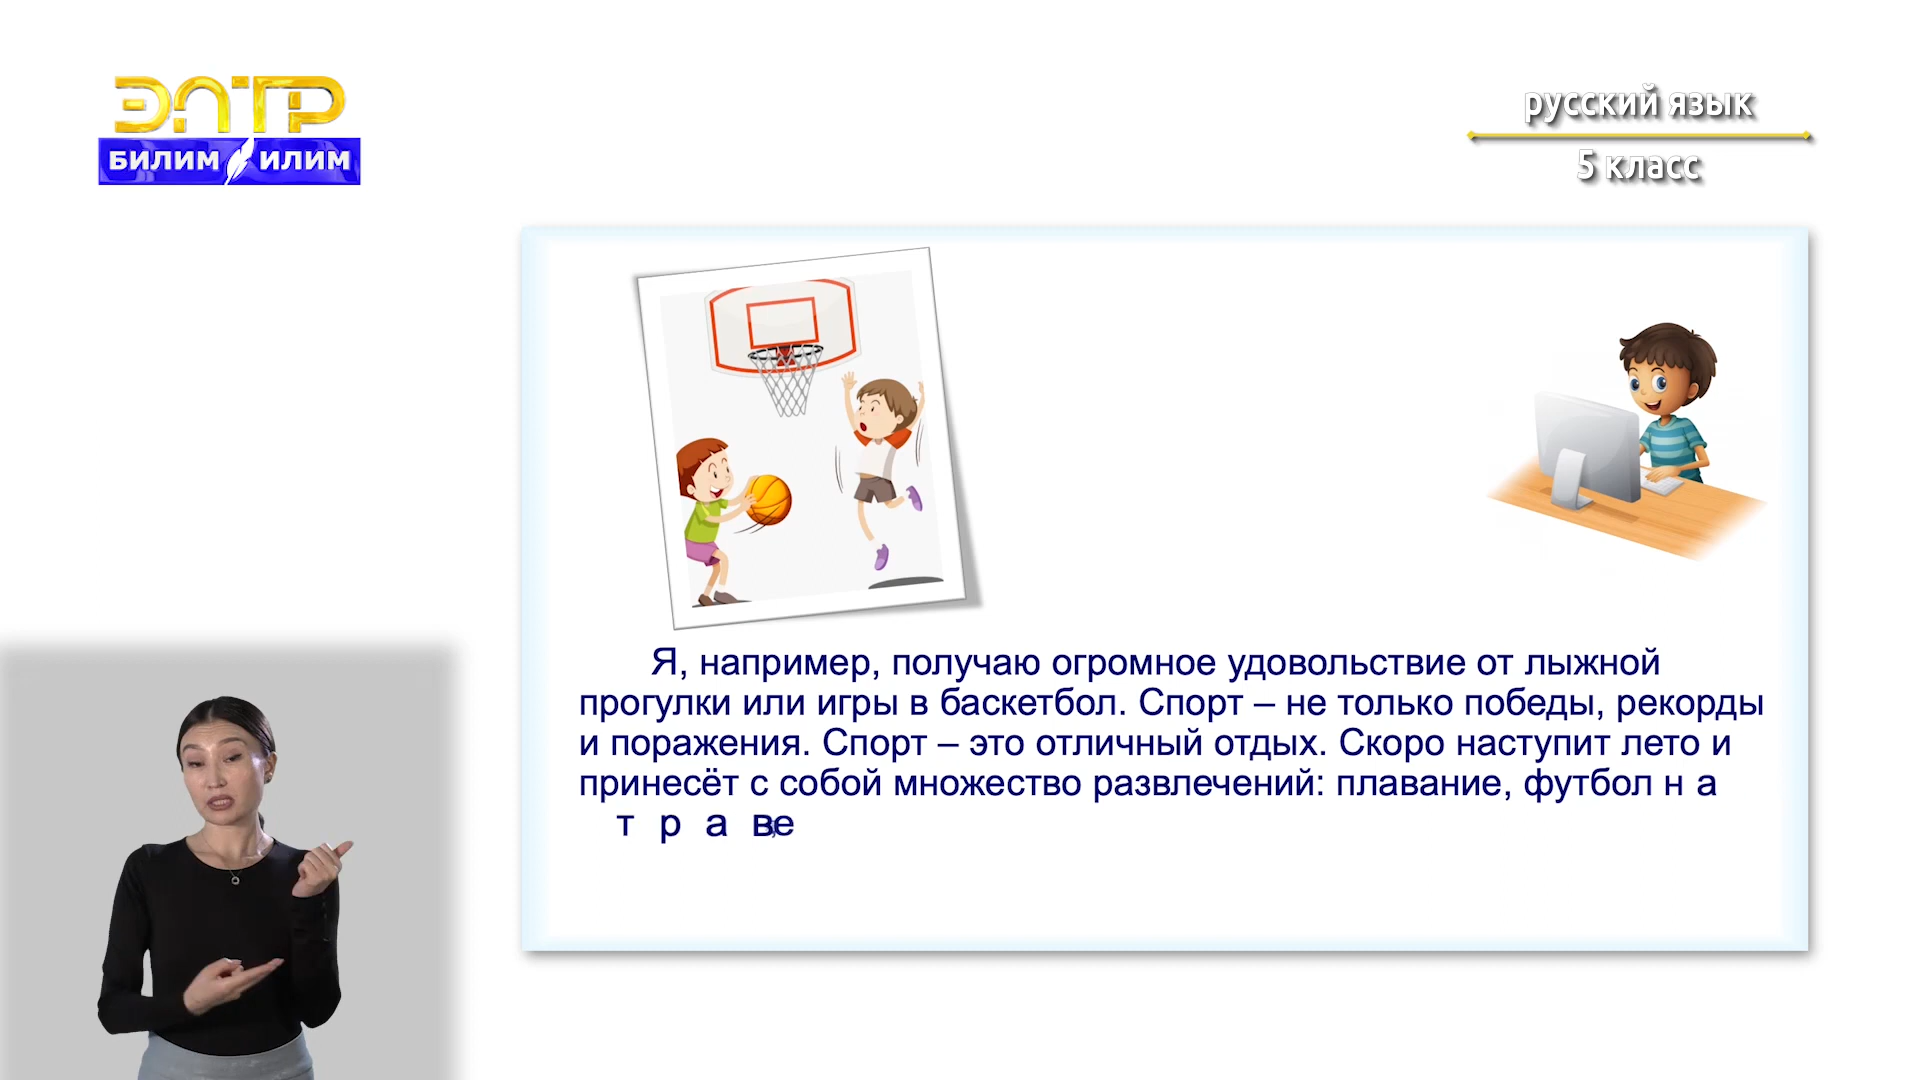 ЭЛТР
БИЛИМ ИЛИМ
русский язык
5 класс
Я, например, получаю огромное удовольствие от лыжной
прогулки или игры в баскетбол. Спорт – не только победы, рекорды
и поражения. Спорт – это отличный отдых. Скоро наступит лето и
принесёт с собой множество развлечений: плавание, футбол н а
т р а ве